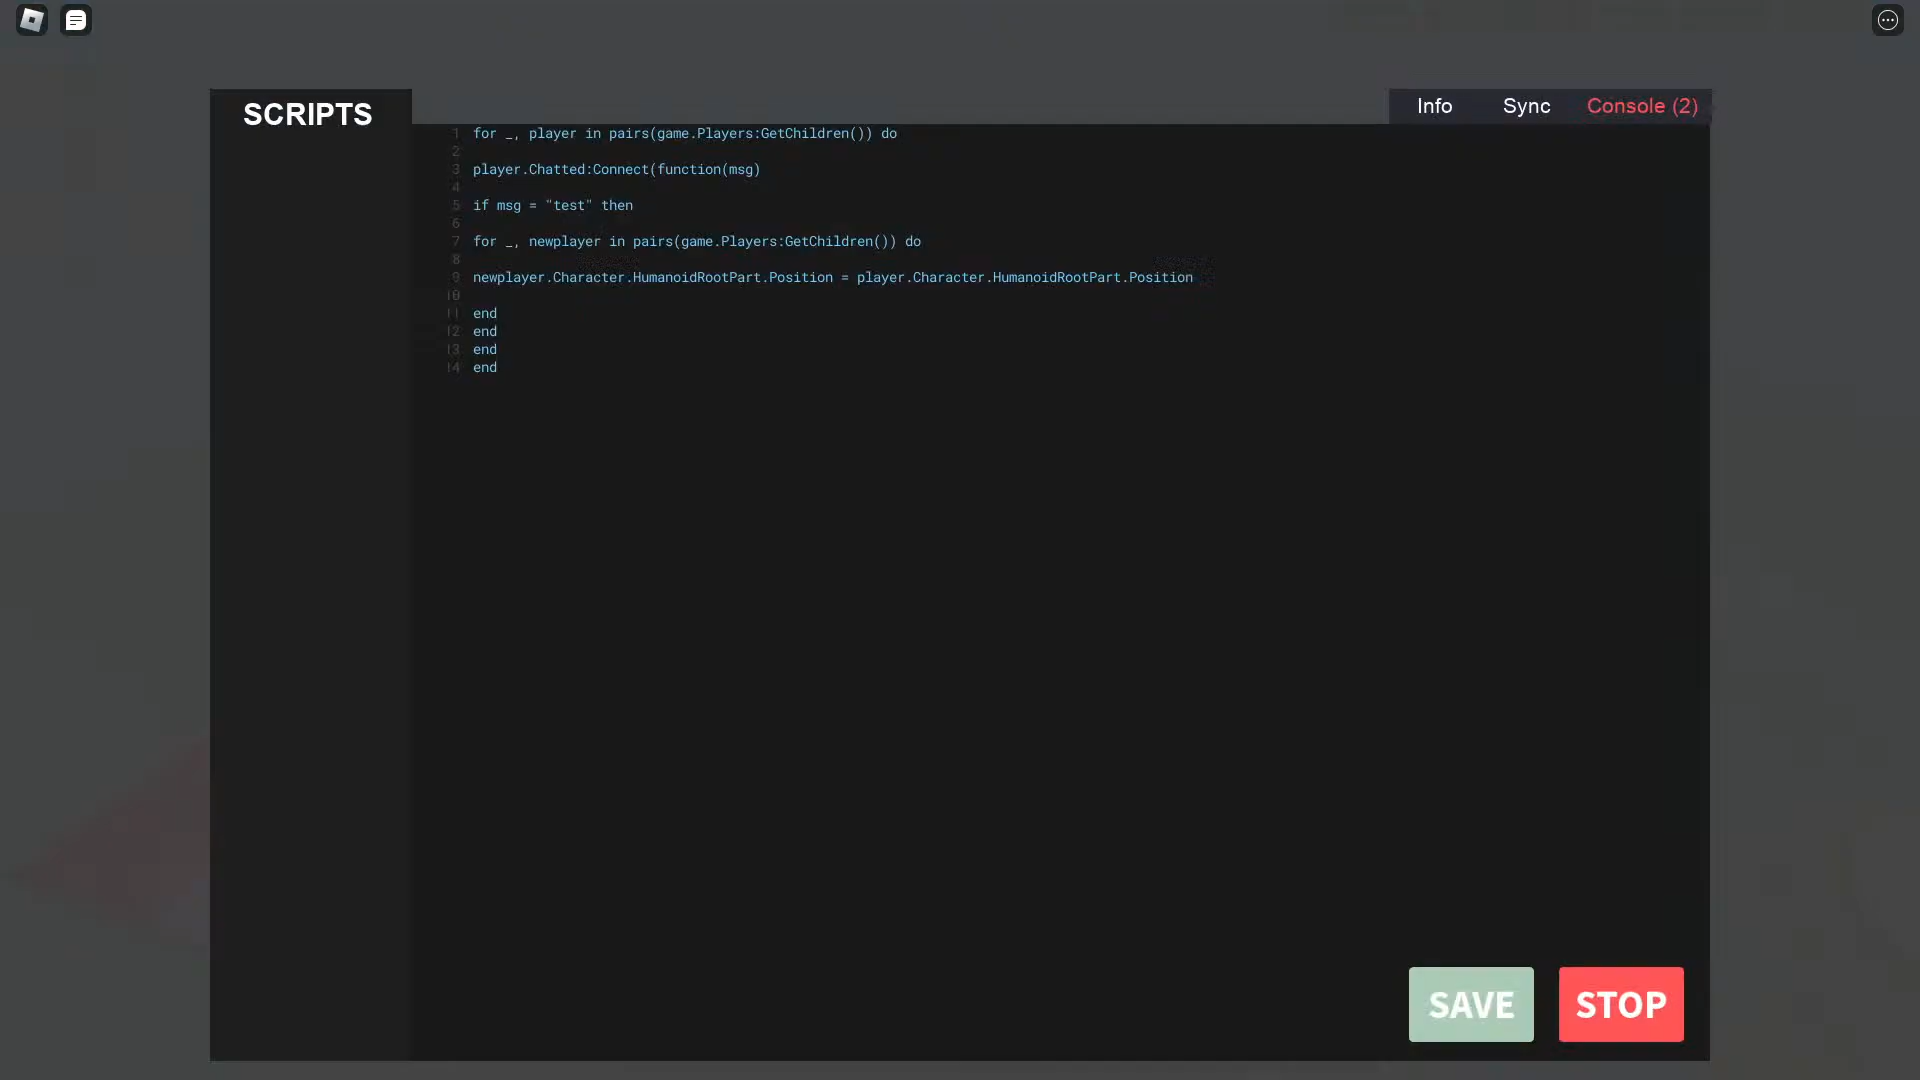 SCRIPTS
Info Sync Console (2)
1 for _, player in pairs(game.Players:GetChildren()) do
2
3 player.Chatted:Connect(function(msg)
4
5 if msg = "test" then
6
7 for _, newplayer in pairs(game.Players:GetChildren()) do
8
9 newplayer.Character.HumanoidRootPart.Position = player.Character.HumanoidRootPart.Position
10
11 end
12 end
13 end
14 end
SAVE STOP